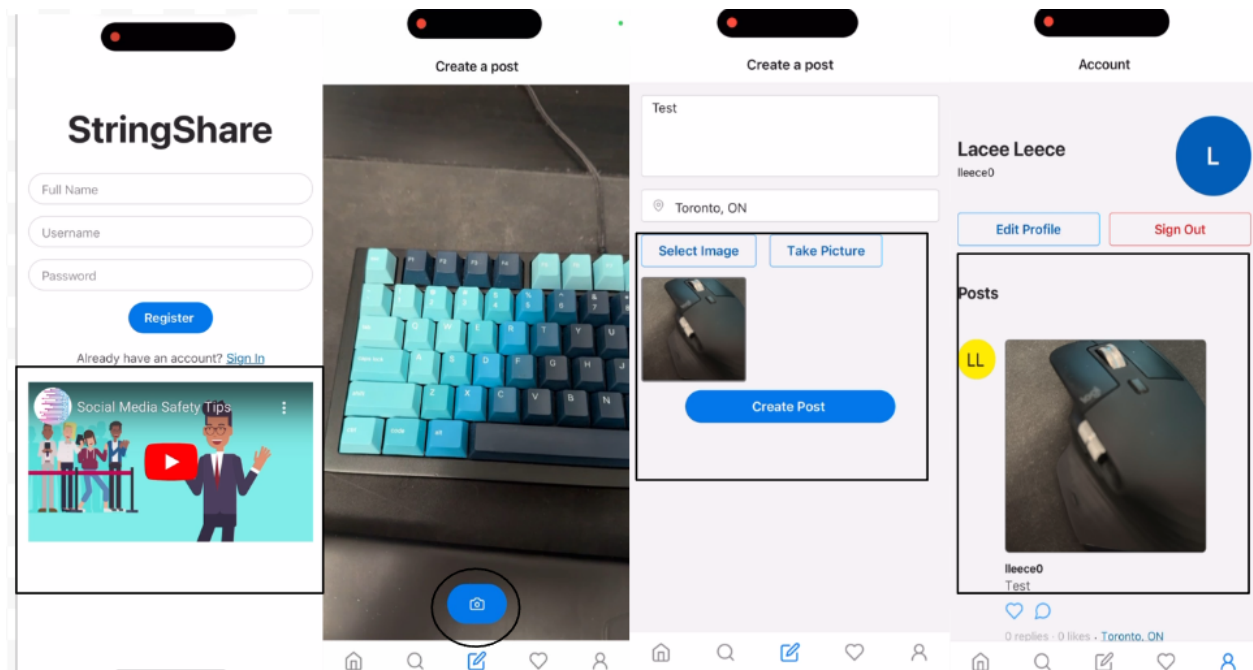 StringShare
Full Name
Username
Password
Register
Already have an account? Sign In
Social Media Safety Tips
Create a post
Create a post
Test
Toronto, ON
Select Image
Take Picture
Create Post
Account
Lacee Leece
L
lleece0
Edit Profile
Sign Out
Posts
LL
lleece0
Test
0 replies · 0 likes · Toronto, ON